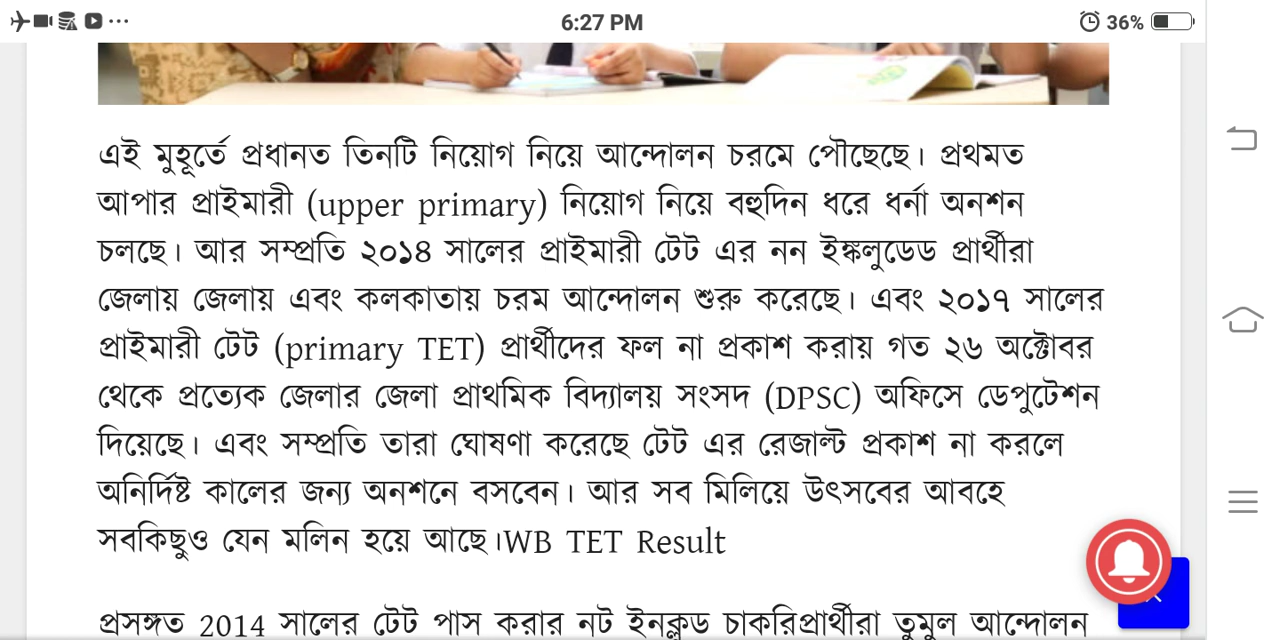 6:27 PM
36%
এই মুহূর্তে প্রধানত তিনটি নিয়োগ নিয়ে আন্দোলন চরমে পৌছেছে। প্রথমত
আপার প্রাইমারী (upper primary) নিয়োগ নিয়ে বহুদিন ধরে ধর্না অনশন
চলছে। আর সম্প্রতি ২০১৪ সালের প্রাইমারী টেট এর নন ইঙ্কলুডেড প্রার্থীরা
জেলায় জেলায় এবং কলকাতায় চরম আন্দোলন শুরু করেছে। এবং ২০১৭ সালের
প্রাইমারী টেট (primary TET) প্রার্থীদের ফল না প্রকাশ করায় গত ২৬ অক্টোবর
থেকে প্রত্যেক জেলার জেলা প্রাথমিক বিদ্যালয় সংসদ (DPSC) অফিসে ডেপুটেশন
দিয়েছে। এবং সম্প্রতি তারা ঘোষণা করেছে টেট এর রেজাল্ট প্রকাশ না করলে
অনির্দিষ্ট কালের জন্য অনশনে বসবেন। আর সব মিলিয়ে উৎসবের আবহে
সবকিছুও যেন মলিন হয়ে আছে।WB TET Result
প্রসঙ্গত 2014 সালের টেট পাস করার নট ইনক্লুড চাকরিপ্রার্থীরা তুমুল আন্দোলন